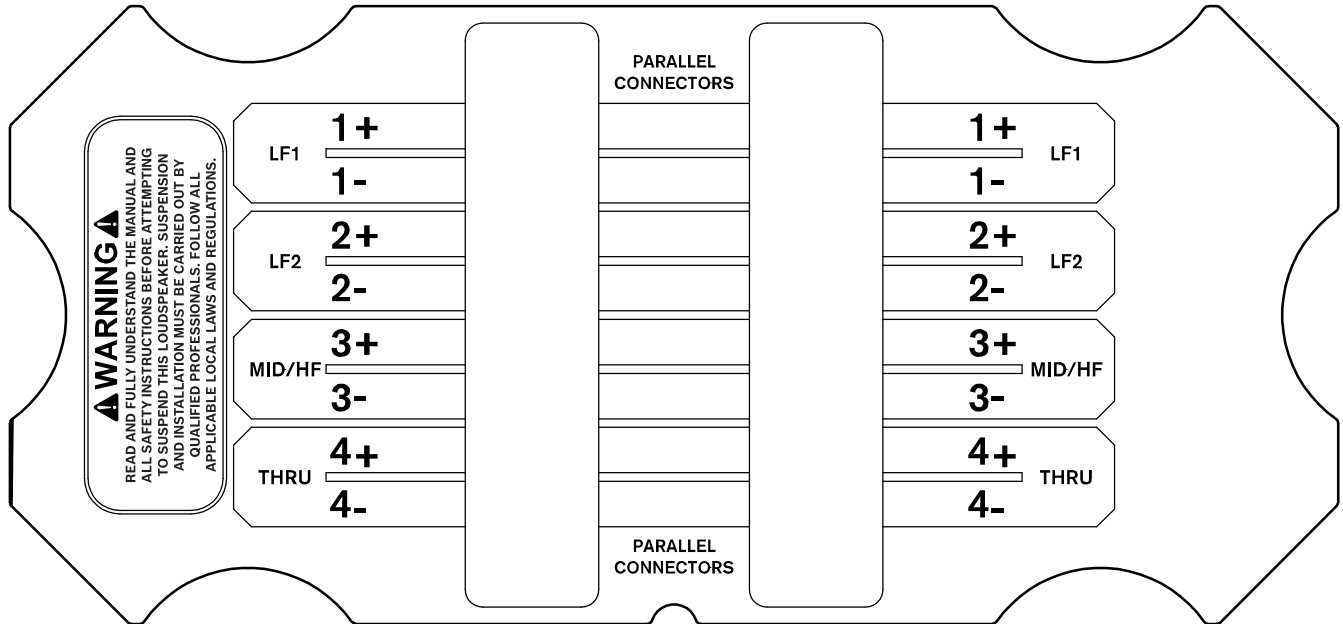 PARALLEL
CONNECTORS
⚠WARNING⚠
READ AND FULLY UNDERSTAND THE MANUAL AND
ALL SAFETY INSTRUCTIONS BEFORE ATTEMPTING
TO SUSPEND THIS LOUDSPEAKER. SUSPENSION
AND INSTALLATION MUST BE CARRIED OUT BY
QUALIFIED PROFESSIONALS. FOLLOW ALL
APPLICABLE LOCAL LAWS AND REGULATIONS.
1+ 1+
LF1 LF1
1- 1-
2+ 2+
LF2 LF2
2- 2-
3+ 3+
MID/HF MID/HF
3- 3-
4+ 4+
THRU THRU
4- 4-
PARALLEL
CONNECTORS